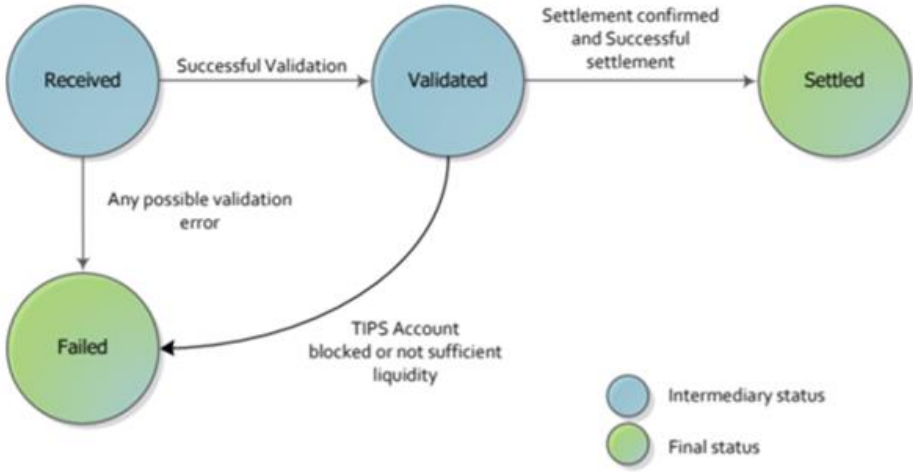 Received
Successful Validation
Validated
Settlement confirmed
and Successful
settlement
Settled
Any possible validation
error
Failed
TIPS Account
blocked or not sufficient
liquidity
Intermediary status
Final status